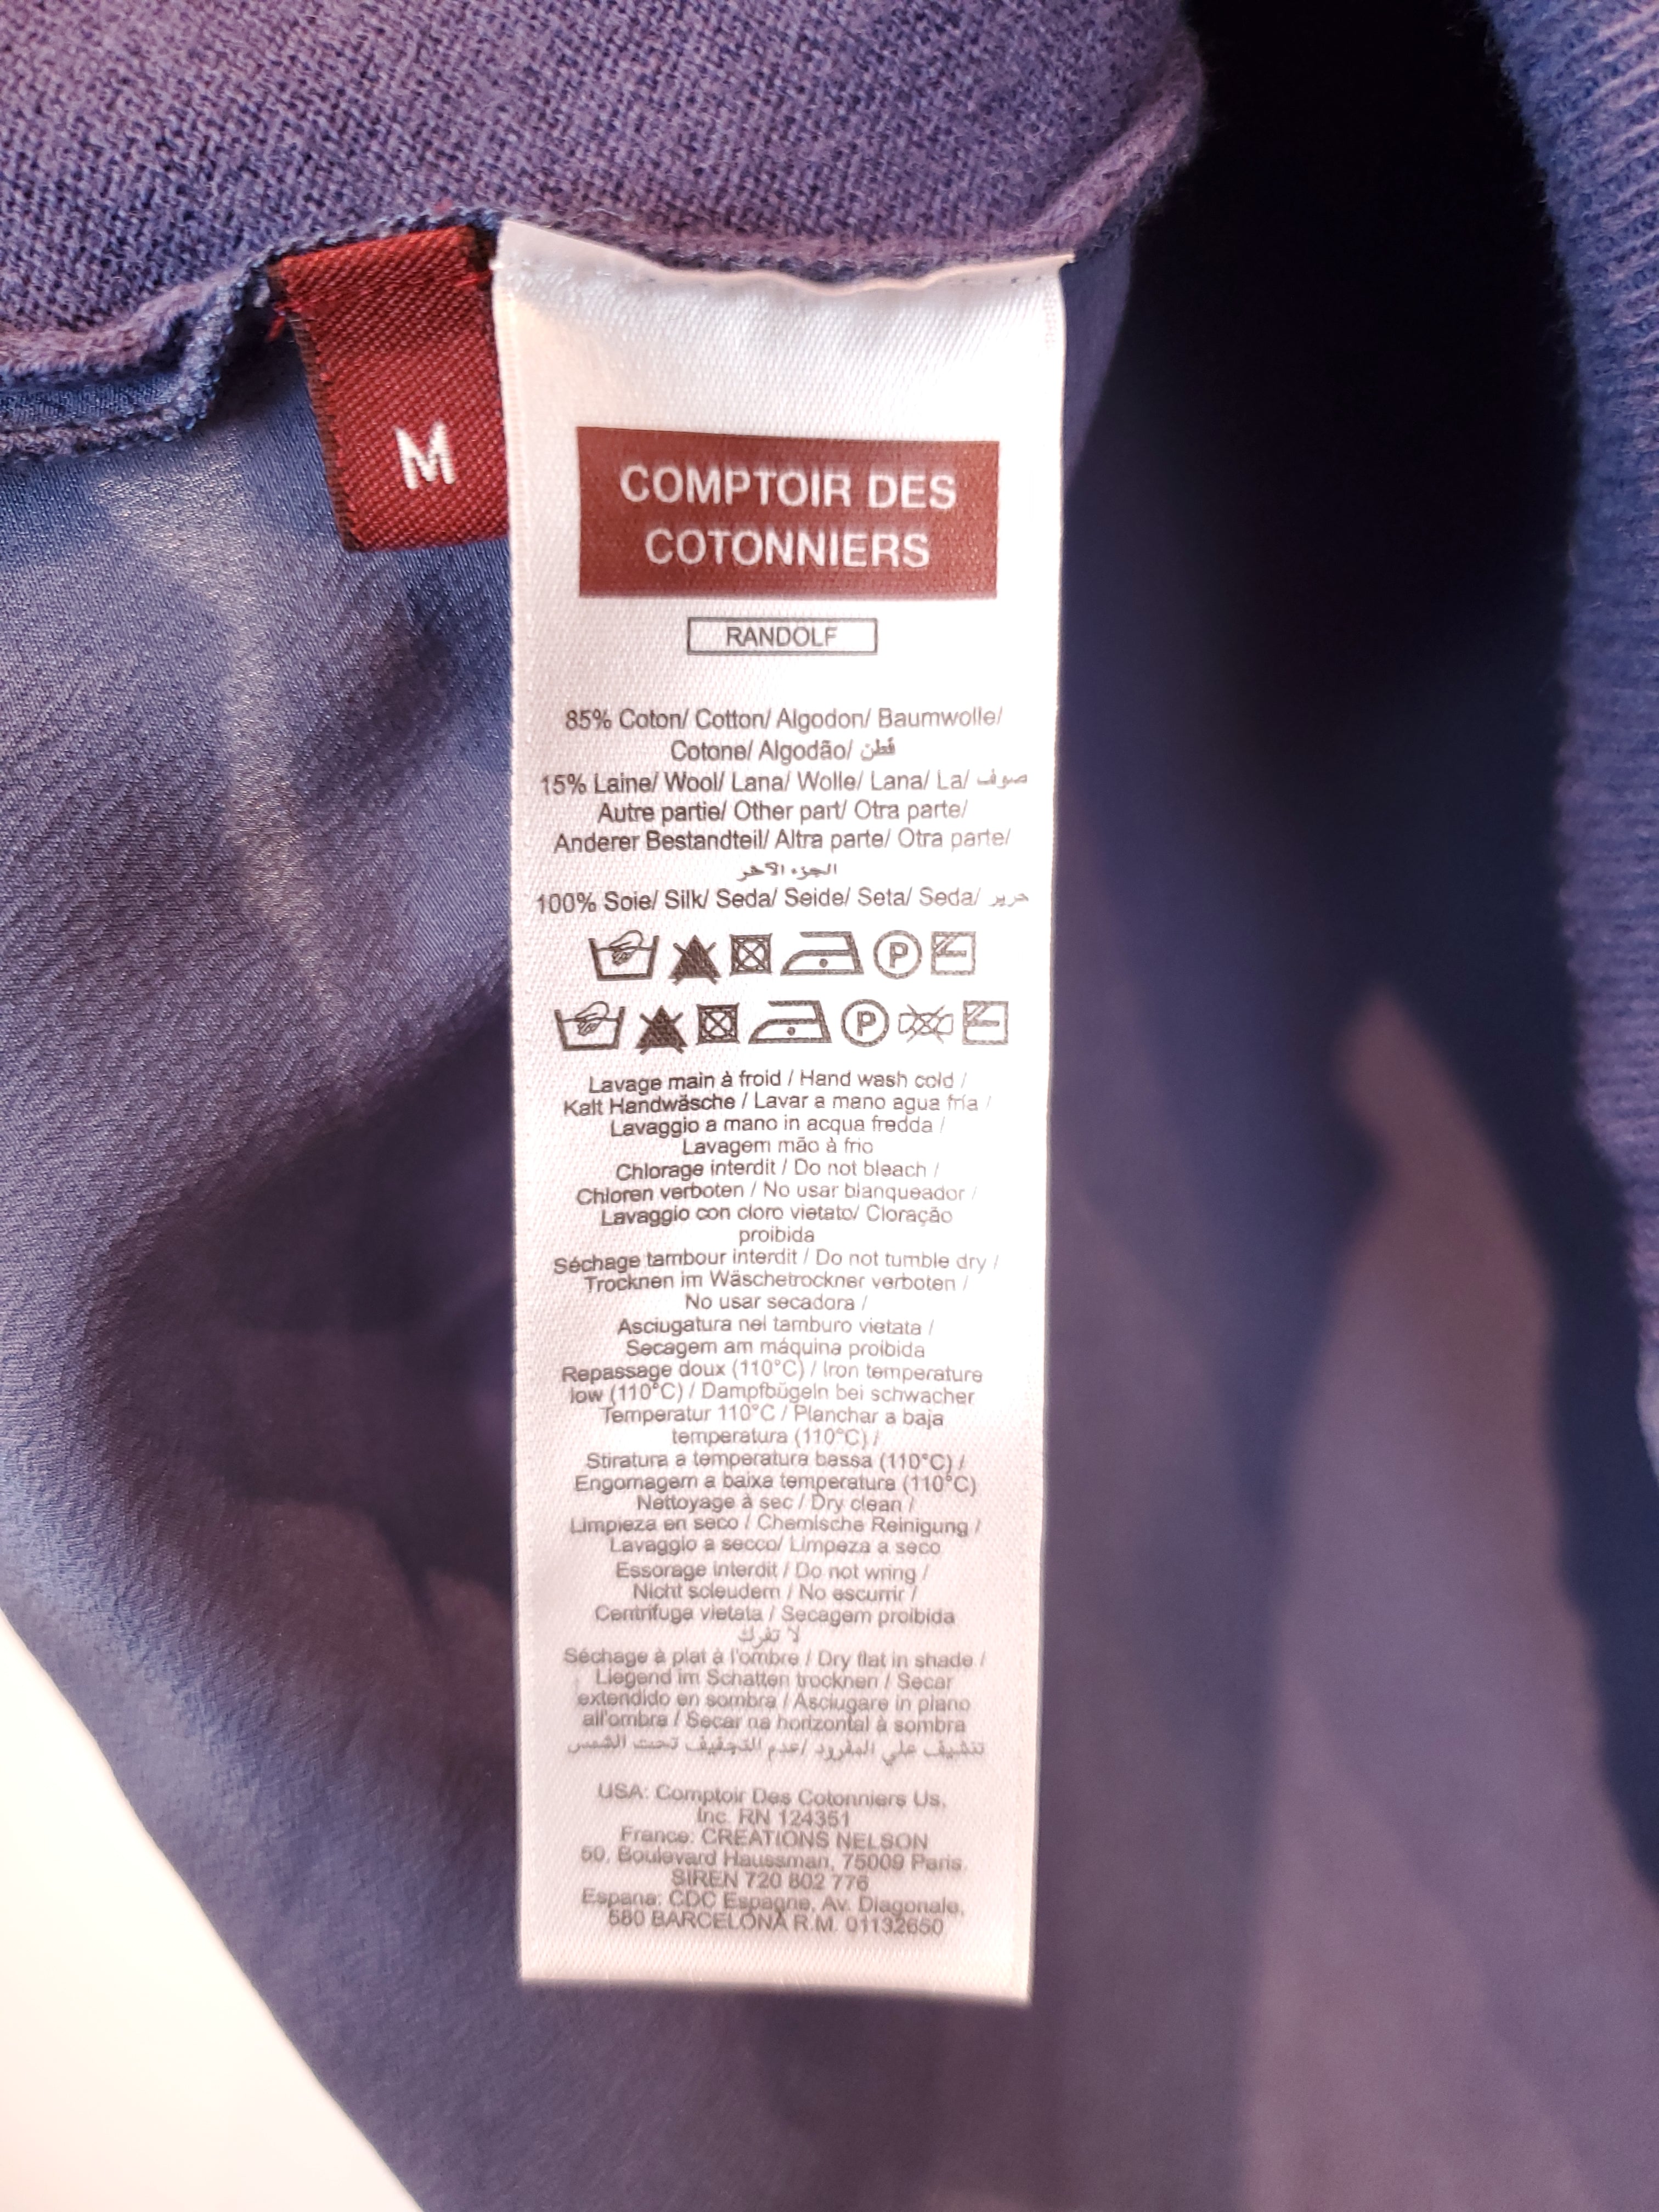 M
COMPTOIR DES
COTONNIERS
RANDOLF
85% Coton/ Cotton/ Algodon/ Baumwolle/
Cotone/ Algodão/ قطن
15% Laine/ Wool/ Lana/ Wolle/ Lana/ La/ صوف
Autre partie/ Other part/ Otra parte/
Anderer Bestandteil/ Altra parte/ Otra parte/
الجزء الآخر
100% Soie/ Silk/ Seda/ Seide/ Seta/ Seda/ حرير
P
P
Lavage main à froid / Hand wash cold /
Kalt Handwäsche / Lavar a mano agua fría /
Lavaggio a mano in acqua fredda /
Lavagem mão à frio
Chlorage interdit / Do not bleach /
Chloren verboten / No usar blanqueador /
Lavaggio con cloro vietato/ Cloração
proibida
Séchage tambour interdit / Do not tumble dry /
Trocknen im Wäschetrockner verboten /
No usar secadora /
Asciugatura nel tamburo vietata /
Secagem am máquina proibida
Repassage doux (110°C) / Iron temperature
low (110°C) / Dampfbügeln bei schwacher
Temperatur 110°C / Planchar a baja
temperatura (110°C) /
Stiratura a temperatura bassa (110°C) /
Engomagem a baixa temperatura (110°C)
Nettoyage à sec / Dry clean /
Limpieza en seco / Chemische Reinigung /
Lavaggio a secco/ Limpeza a seco
Essorage interdit / Do not wring /
Nicht scleudern / No escurrir /
Centrifuga vietata / Secagem proibida
لا تفرك
Séchage à plat à l'ombre / Dry flat in shade /
Liegend im Schatten trocknen / Secar
extendido en sombra / Asciugare in piano
all'ombra / Secar na horizontal à sombra
تنشيف علي المفرود /عدم التجفيف تحت الشمس
USA: Comptoir Des Cotonniers Us,
Inc. RN 124351
France: CREATIONS NELSON
50, Boulevard Haussman, 75009 Paris.
SIREN 720 802 776
Espana: CDC Espagne, Av. Diagonale,
580 BARCELONA R.M. 01132650